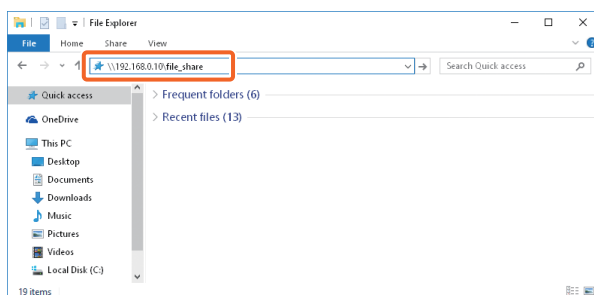 File Explorer
File Home Share View
\\192.168.0.10\file_share
Search Quick access
Quick access
OneDrive
This PC
Desktop
Documents
Downloads
Music
Pictures
Videos
Local Disk (C:)
Frequent folders (6)
Recent files (13)
19 items